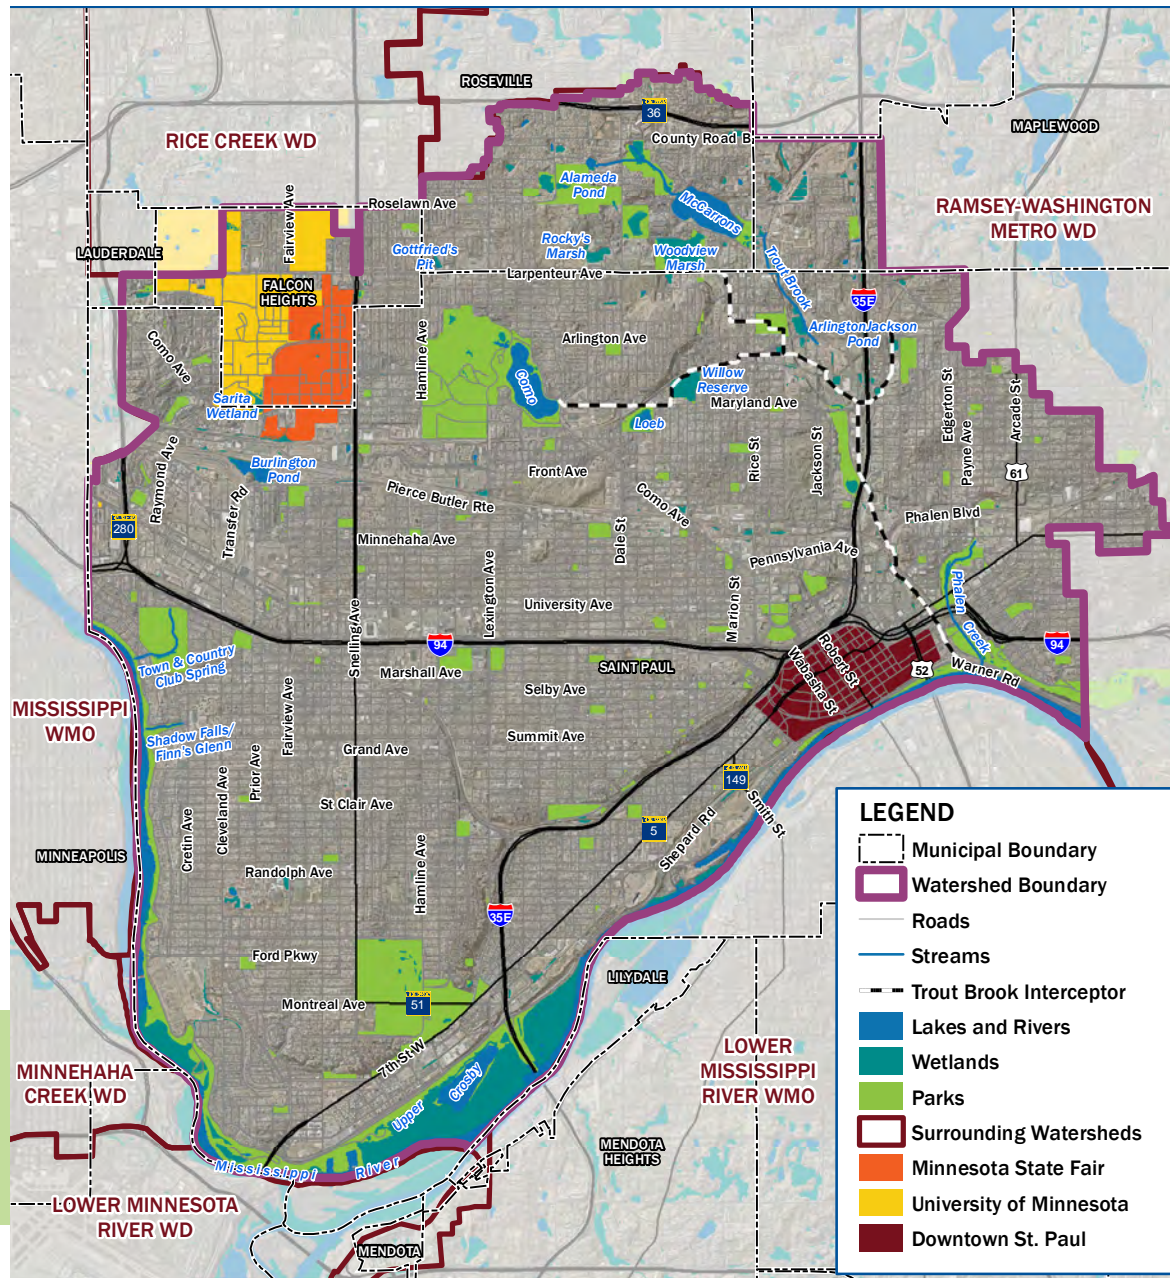 ROSEVILLE
36
County Road B
MAPLEWOOD
RICE CREEK WD
Alameda
Pond
McCarrons
Roselawn Ave
Fairview Ave
RAMSEY-WASHINGTON
METRO WD
LAUDERDALE
Gottfried's
Pit
Rocky's
Marsh
Woodview
Marsh
Trout Brook
Larpenteur Ave
FALCON
HEIGHTS
35E
Como Ave
Hamline Ave
Arlington Ave
ArlingtonJackson
Pond
Como
Willow
Reserve
Maryland Ave
Sarita
Wetland
Loeb
Edgerton St
Payne Ave
Arcade St
Raymond Ave
Burlington
Pond
Front Ave
Rice St
Jackson St
61
Transfer Rd
Pierce Butler Rte
Como Ave
280
Minnehaha Ave
Dale St
Phalen Blvd
Pennsylvania Ave
Lexington Ave
University Ave
Marion St
Phalen Creek
Snelling Ave
94
Town & Country
Club Spring
Marshall Ave
SAINT PAUL
Robert St
Wabasha St
52
Warner Rd
94
Selby Ave
MISSISSIPPI
WMO
Shadow Falls/
Finn's Glenn
Fairview Ave
Summit Ave
Prior Ave
Grand Ave
Cleveland Ave
149
St Clair Ave
Smith St
Cretin Ave
5
Shepard Rd
MINNEAPOLIS
Randolph Ave
Hamline Ave
35E
Ford Pkwy
LILYDALE
Montreal Ave
51
7th St W
MINNEHAHA
CREEK WD
Crosby
Upper
LOWER
MISSISSIPPI
RIVER WMO
MENDOTA
HEIGHTS
Mississippi River
LOWER MINNESOTA
RIVER WD
MENDOTA
LEGEND
Municipal Boundary
Watershed Boundary
Roads
Streams
Trout Brook Interceptor
Lakes and Rivers
Wetlands
Parks
Surrounding Watersheds
Minnesota State Fair
University of Minnesota
Downtown St. Paul